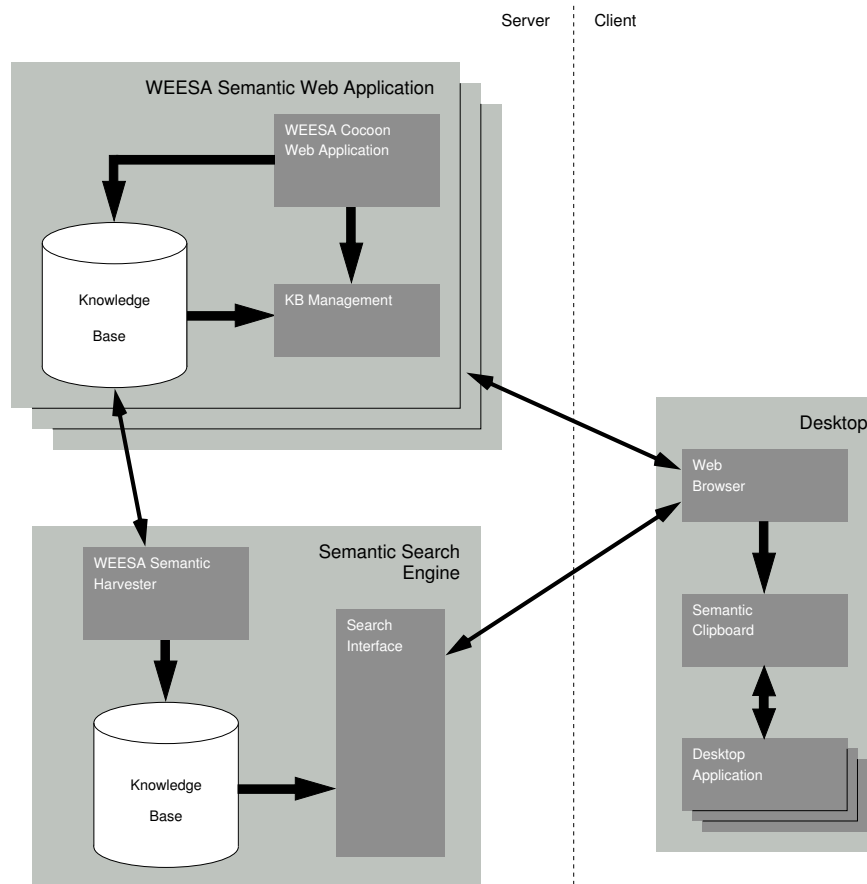 Server
Client
WEESA Semantic Web Application
WEESA Cocoon
Web Application
Knowledge
Base
KB Management
Desktop
Web
Browser
Semantic Search
Engine
WEESA Semantic
Harvester
Search
Interface
Semantic
Clipboard
Knowledge
Base
Desktop
Application